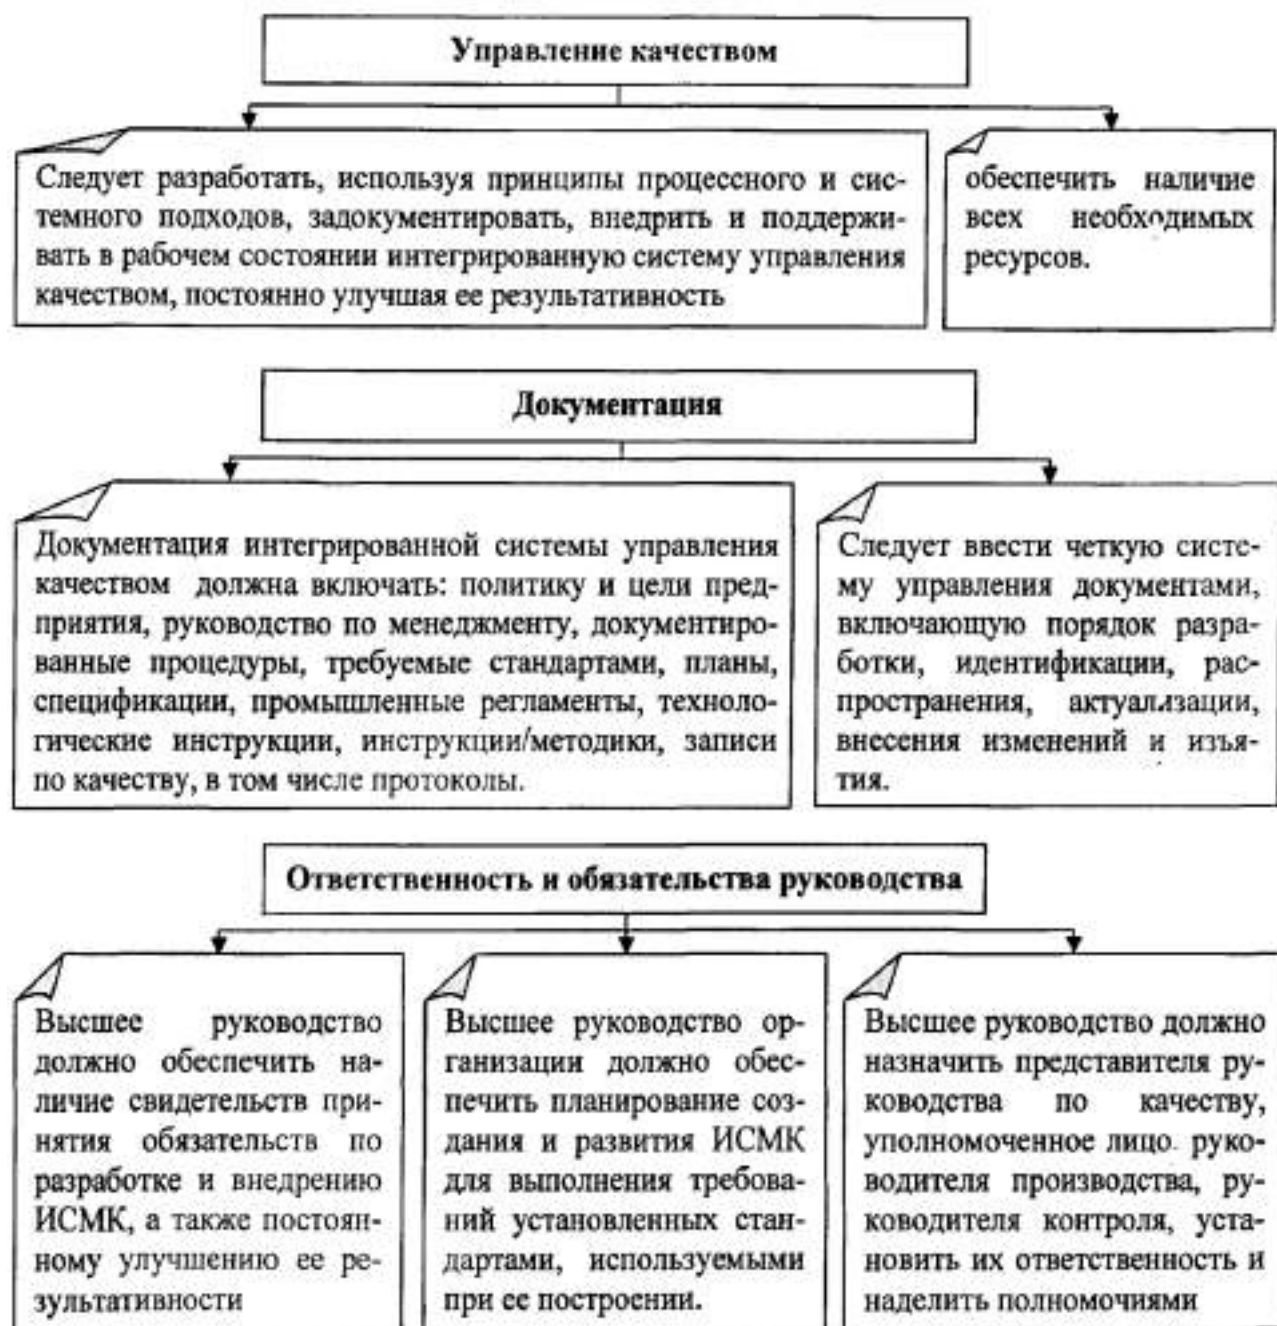 Управление качеством
Следует разработать, используя принципы процессного и сис-
темного подходов, задокументировать, внедрить и поддержи-
вать в рабочем состоянии интегрированную систему управления
качеством, постоянно улучшая ее результативность
обеспечить наличие
всех необходимых
ресурсов.
Документация
Документация интегрированной системы управления
качеством должна включать: политику и цели пред-
приятия, руководство по менеджменту, документиро-
ванные процедуры, требуемые стандартами, планы,
спецификации, промышленные регламенты, техноло-
гические инструкции, инструкции/методики, записи
по качеству, в том числе протоколы.
Следует ввести четкую систе-
му управления документами,
включающую порядок разра-
ботки, идентификации, рас-
пространения, актуализации,
внесения изменений и изъя-
тия.
Ответственность и обязательства руководства
Высшее руководство
должно обеспечить на-
личие свидетельств при-
нятия обязательств по
разработке и внедрению
ИСМК, а также постоян-
ному улучшению ее ре-
зультативности
Высшее руководство ор-
ганизации должно обес-
печить планирование соз-
дания и развития ИСМК
для выполнения требова-
ний установленных стан-
дартами, используемыми
при ее построении.
Высшее руководство должно
назначить представителя ру-
ководства по качеству,
уполномоченное лицо. руко-
водителя производства, ру-
ководителя контроля, уста-
новить их ответственность и
наделить полномочиями